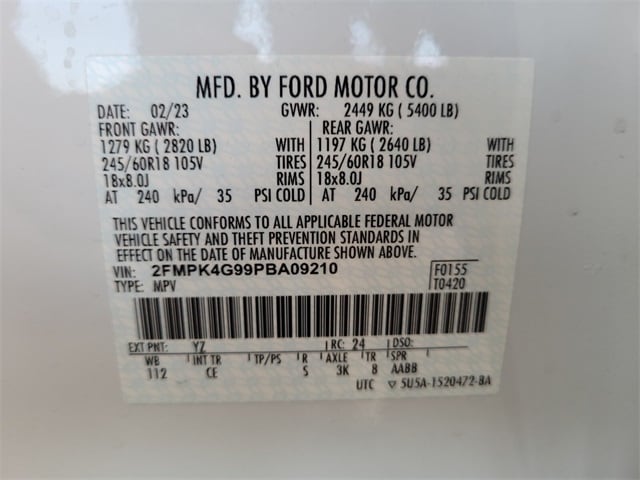 MFD. BY FORD MOTOR CO.
DATE: 02/23 GVWR: 2449 KG ( 5400 LB)
FRONT GAWR: REAR GAWR:
1279 KG ( 2820 LB) WITH 1197 KG ( 2640 LB) WITH
245/60R18 105V TIRES 245/60R18 105V TIRES
18x8.0J RIMS 18x8.0J RIMS
AT 240 kPa/ 35 PSI COLD AT 240 kPa/ 35 PSI COLD
THIS VEHICLE CONFORMS TO ALL APPLICABLE FEDERAL MOTOR
VEHICLE SAFETY AND THEFT PREVENTION STANDARDS IN
EFFECT ON THE DATE OF MANUFACTURE SHOWN ABOVE.
VIN: 2FMPK4G99PBA09210 F0155
TYPE: MPV T0420
EXT PNT: YZ RC: 24 DSO:
WB INT TR TP/PS R AXLE TR SPR
112 CE S 3K 8 AABB
UTC ▽ 5U5A-1520472-BA